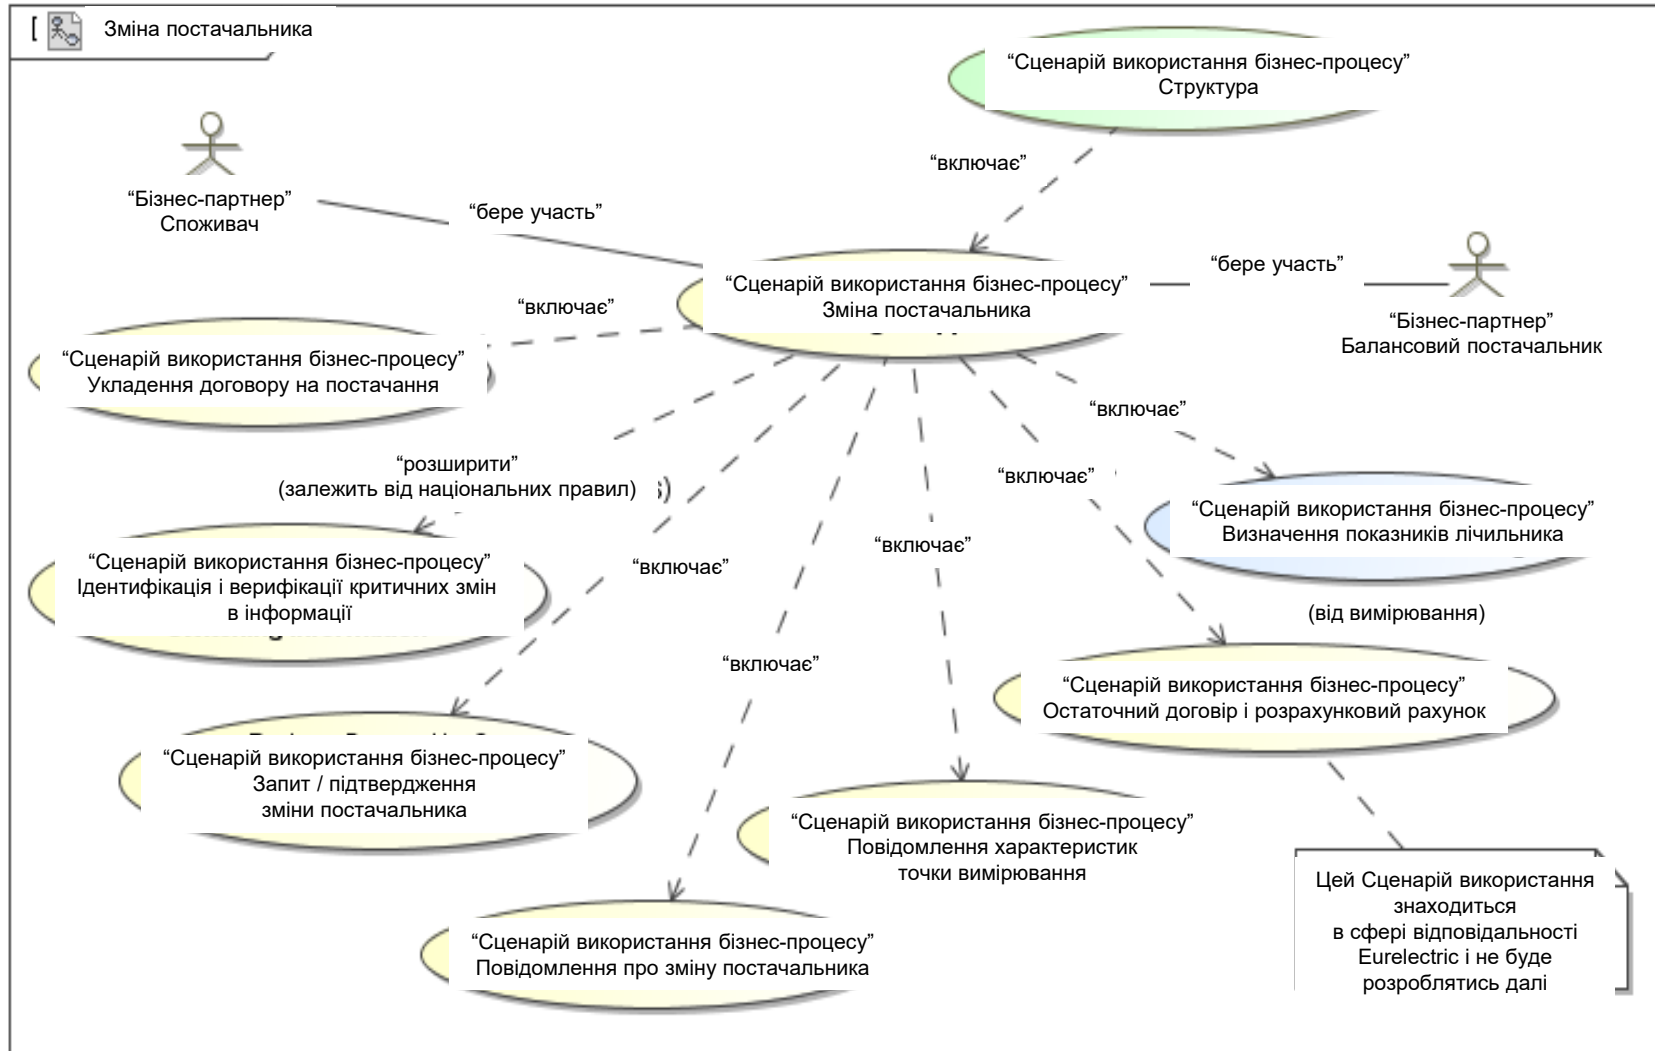 [ Зміна постачальника
“Сценарій використання бізнес-процесу”
Структура
“включає”
“Бізнес-партнер”
Споживач
“бере участь”
“Сценарій використання бізнес-процесу”
Зміна постачальника
“бере участь”
“Бізнес-партнер”
Балансовий постачальник
“включає”
“Сценарій використання бізнес-процесу”
Укладення договору на постачання
“включає”
“розширити”
(залежить від національних правил)
“включає”
“Сценарій використання бізнес-процесу”
Визначення показників лічильника
(від вимірювання)
“Сценарій використання бізнес-процесу”
Ідентифікація і верифікації критичних змін
в інформації
“включає”
“включає”
“включає”
“Сценарій використання бізнес-процесу”
Остаточний договір і розрахунковий рахунок
“Сценарій використання бізнес-процесу”
Запит / підтвердження
зміни постачальника
“Сценарій використання бізнес-процесу”
Повідомлення характеристик
точки вимірювання
“Сценарій використання бізнес-процесу”
Повідомлення про зміну постачальника
Цей Сценарій використання
знаходиться
в сфері відповідальності
Eurelectric і не буде
розроблятись далі